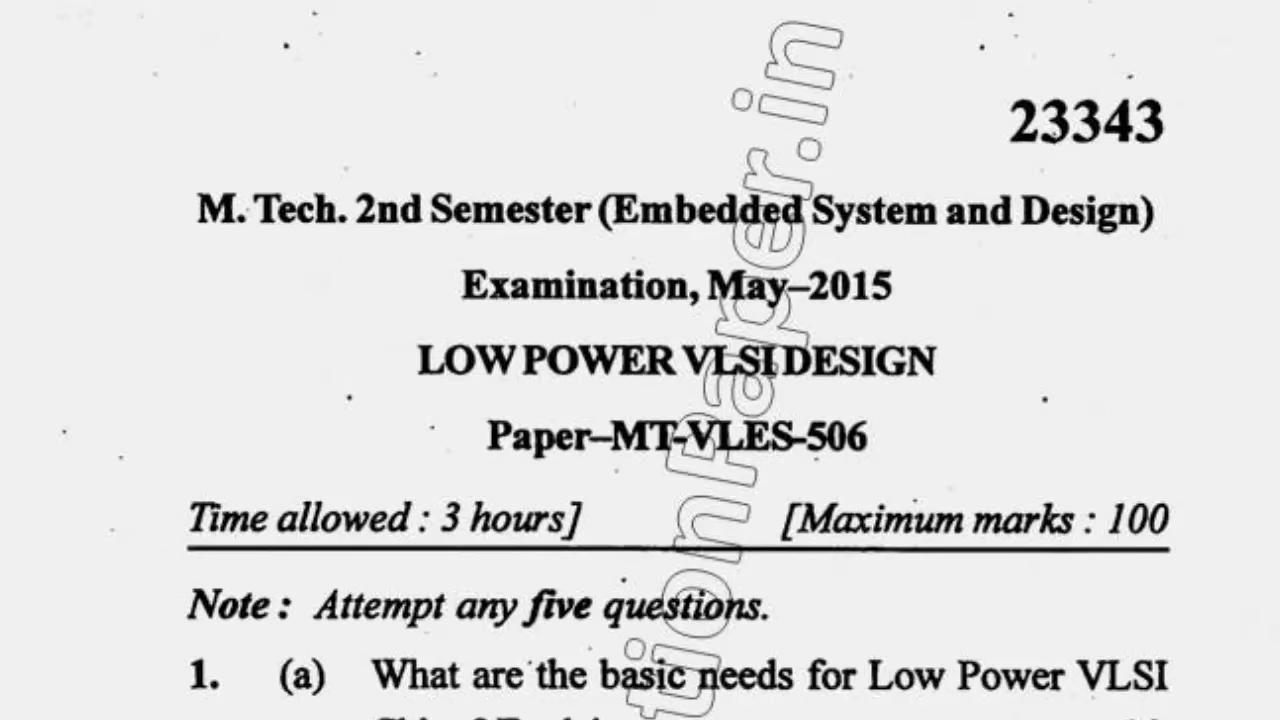 23343
M. Tech. 2nd Semester (Embedded System and Design)
Examination, May–2015
LOW POWER VLSI DESIGN
Paper–MT-VLES-506
Time allowed : 3 hours] [Maximum marks : 100
Note : Attempt any five questions.
1. (a) What are the basic needs for Low Power VLSI
tionPaper.in